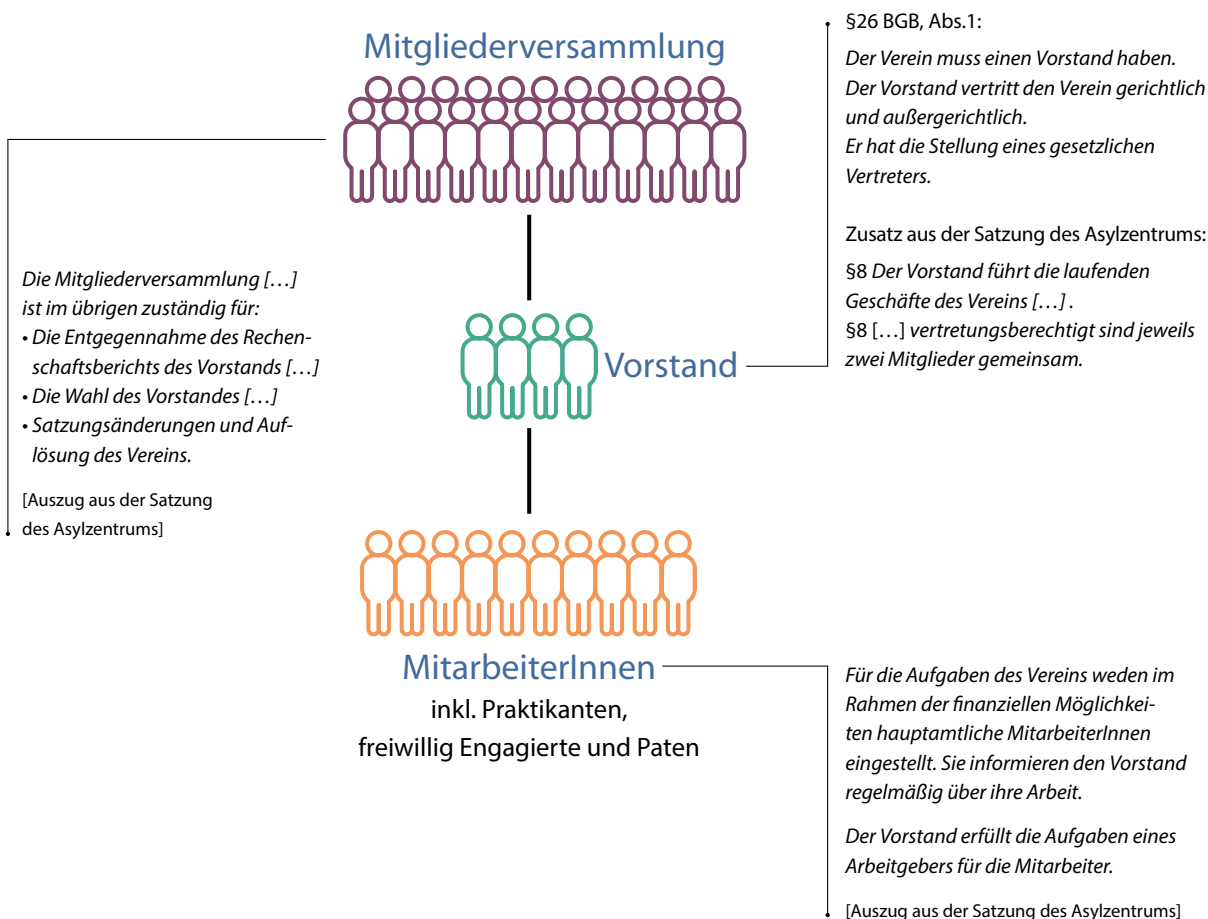 Mitgliederversammlung
§26 BGB, Abs.1:
Der Verein muss einen Vorstand haben.
Der Vorstand vertritt den Verein gerichtlich
und außergerichtlich.
Er hat die Stellung eines gesetzlichen
Vertreters.
Zusatz aus der Satzung des Asylzentrums:
§8 Der Vorstand führt die laufenden
Geschäfte des Vereins […] .
§8 […] vertretungsberechtigt sind jeweils
zwei Mitglieder gemeinsam.
Die Mitgliederversammlung […]
ist im übrigen zuständig für:
• Die Entgegennahme des Rechen-
schaftsberichts des Vorstands […]
• Die Wahl des Vorstandes […]
• Satzungsänderungen und Auf-
lösung des Vereins.
[Auszug aus der Satzung
des Asylzentrums]
Vorstand
MitarbeiterInnen
inkl. Praktikanten,
freiwillig Engagierte und Paten
Für die Aufgaben des Vereins weden im
Rahmen der finanziellen Möglichkei-
ten hauptamtliche MitarbeiterInnen
eingestellt. Sie informieren den Vorstand
regelmäßig über ihre Arbeit.
Der Vorstand erfüllt die Aufgaben eines
Arbeitgebers für die Mitarbeiter.
[Auszug aus der Satzung des Asylzentrums]